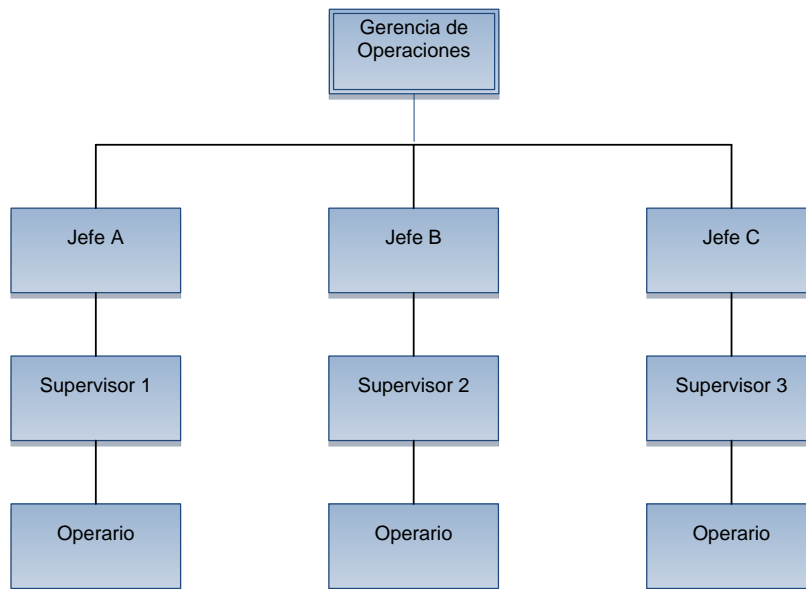 Gerencia de
Operaciones
Jefe A
Jefe B
Jefe C
Supervisor 1
Supervisor 2
Supervisor 3
Operario
Operario
Operario